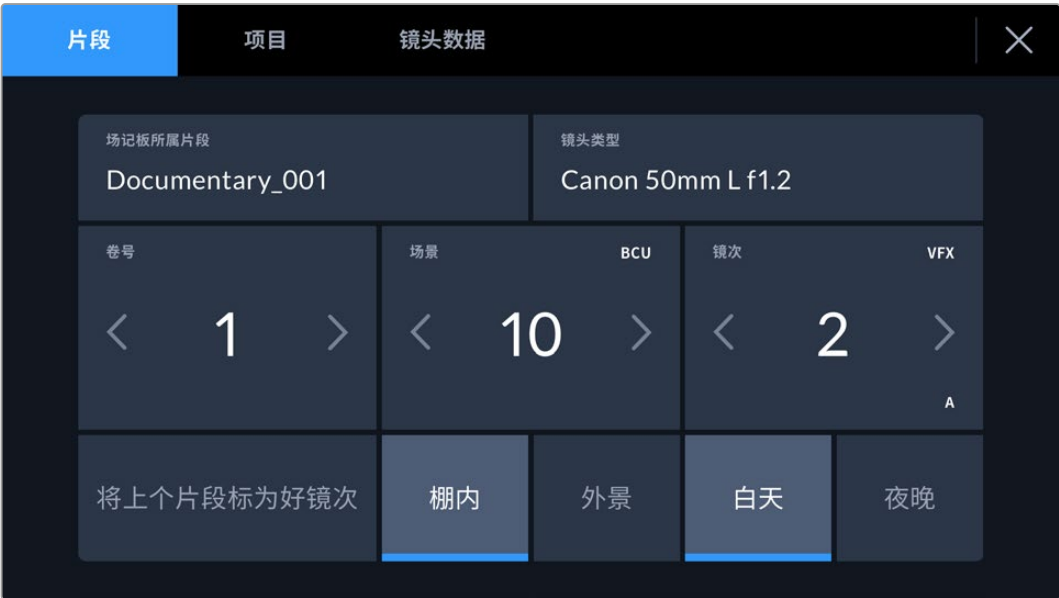 片段 项目 镜头数据
场记板所属片段 镜头类型
Documentary_001 Canon 50mm L f1.2
卷号 场景 BCU 镜次 VFX
1 10 2
A
将上个片段标为好镜次 棚内 外景 白天 夜晚